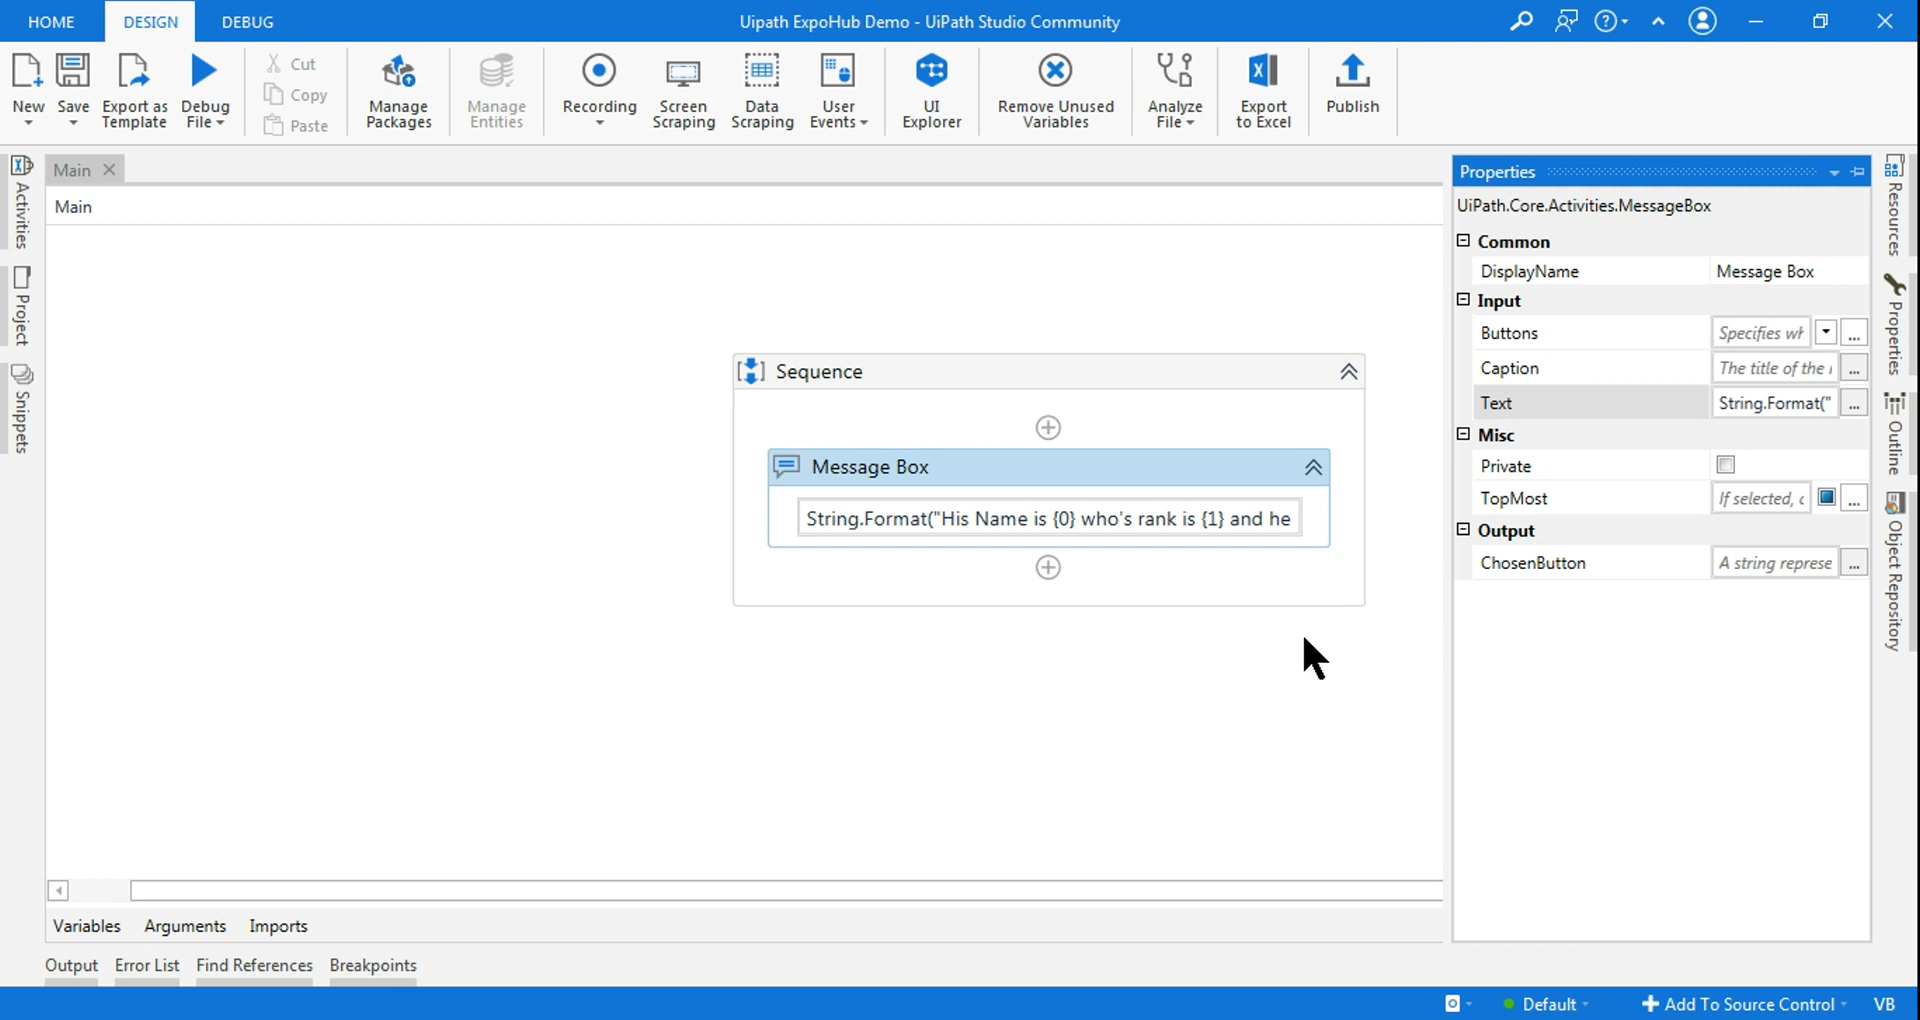 HOME DESIGN DEBUG Uipath ExpoHub Demo - UiPath Studio Community
New Save Export as Template Debug File Cut Copy Paste Manage Packages Manage Entities Recording Screen Scraping Data Scraping User Events UI Explorer Remove Unused Variables Analyze File Export to Excel Publish
Activities
Project
Snippets
Main
Main
Sequence
Message Box
String.Format("His Name is {0} who's rank is {1} and he
Properties
UiPath.Core.Activities.MessageBox
Common
DisplayName Message Box
Input
Buttons Specifies wh ...
Caption The title of the ...
Text String.Format(" ...
Misc
Private
TopMost If selected, c ...
Output
ChosenButton A string represe ...
Resources
Properties
Outline
Object Repository
Variables Arguments Imports
Output Error List Find References Breakpoints
Default Add To Source Control VB